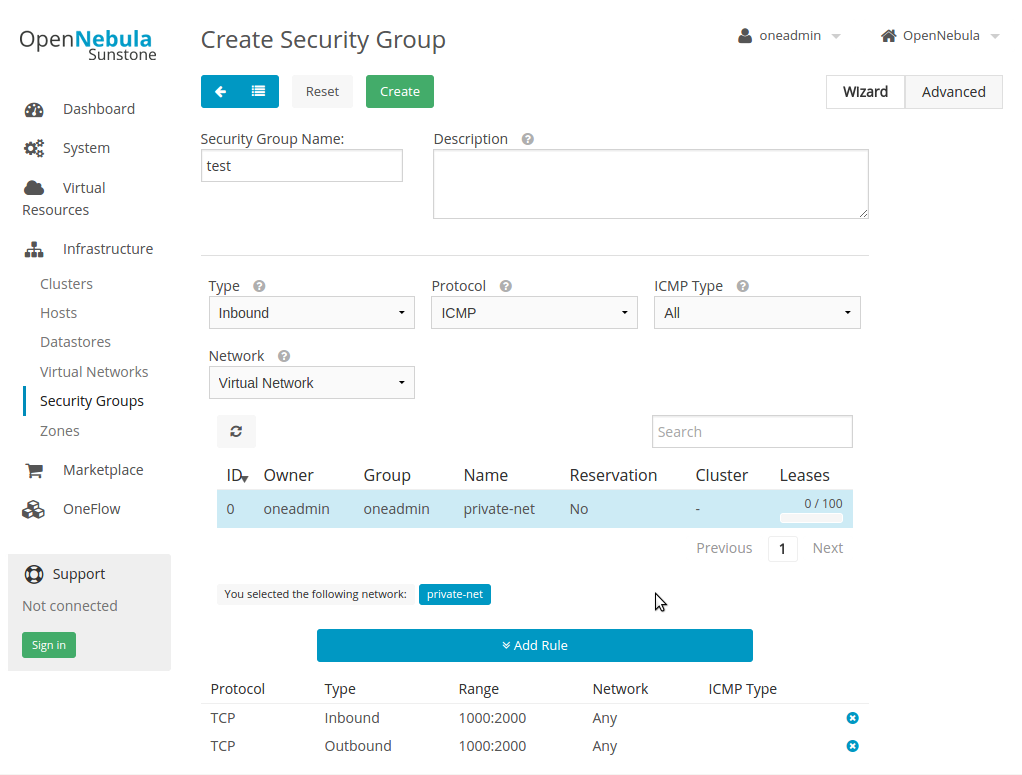 OpenNebula
Sunstone
Create Security Group
oneadmin
OpenNebula
Reset
Create
Wizard
Advanced
Dashboard
System
Virtual
Resources
Infrastructure
Clusters
Hosts
Datastores
Virtual Networks
Security Groups
Zones
Marketplace
OneFlow
Support
Not connected
Sign in
Security Group Name:
Description
test
Type
Protocol
ICMP Type
Inbound
ICMP
All
Network
Virtual Network
Search
ID Owner Group Name Reservation Cluster Leases
0 oneadmin oneadmin private-net No - 0 / 100
Previous 1 Next
You selected the following network: private-net
Add Rule
Protocol Type Range Network ICMP Type
TCP Inbound 1000:2000 Any
TCP Outbound 1000:2000 Any